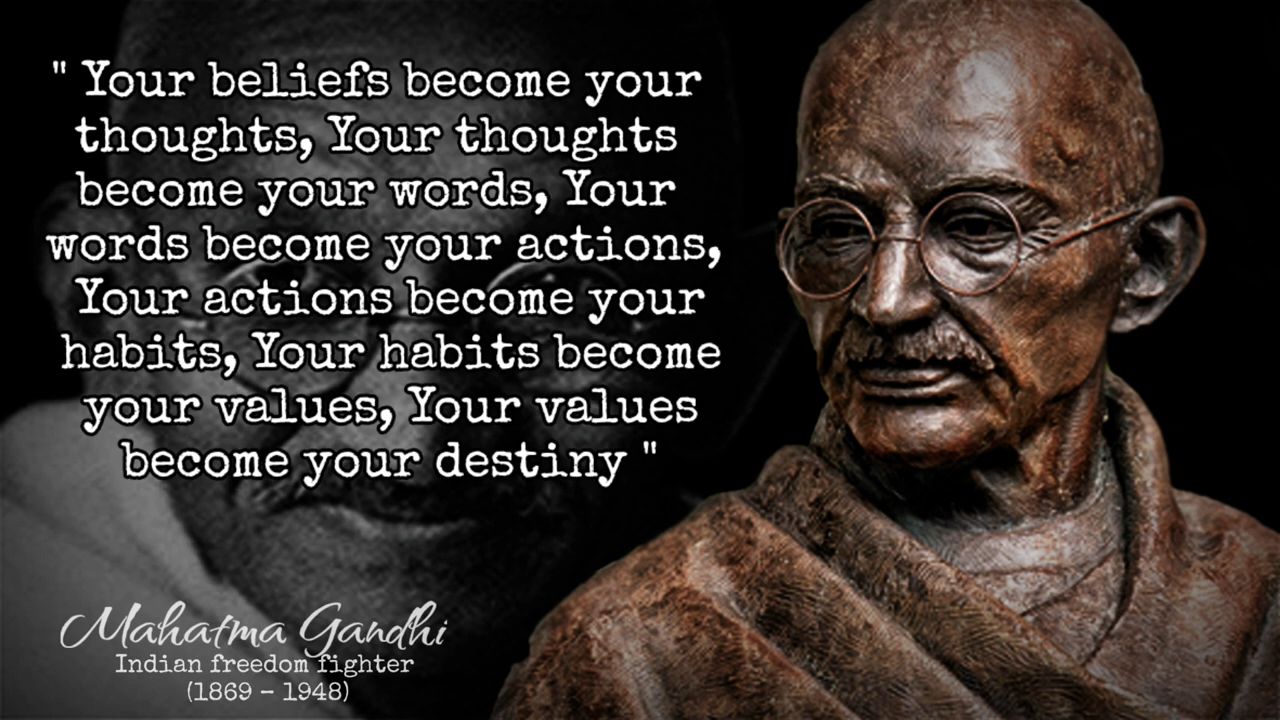 " Your beliefs become your
thoughts, Your thoughts
become your words, Your
words become your actions,
Your actions become your
habits, Your habits become
your values, Your values
become your destiny "
Mahatma Gandhi
Indian freedom fighter
(1869 – 1948)